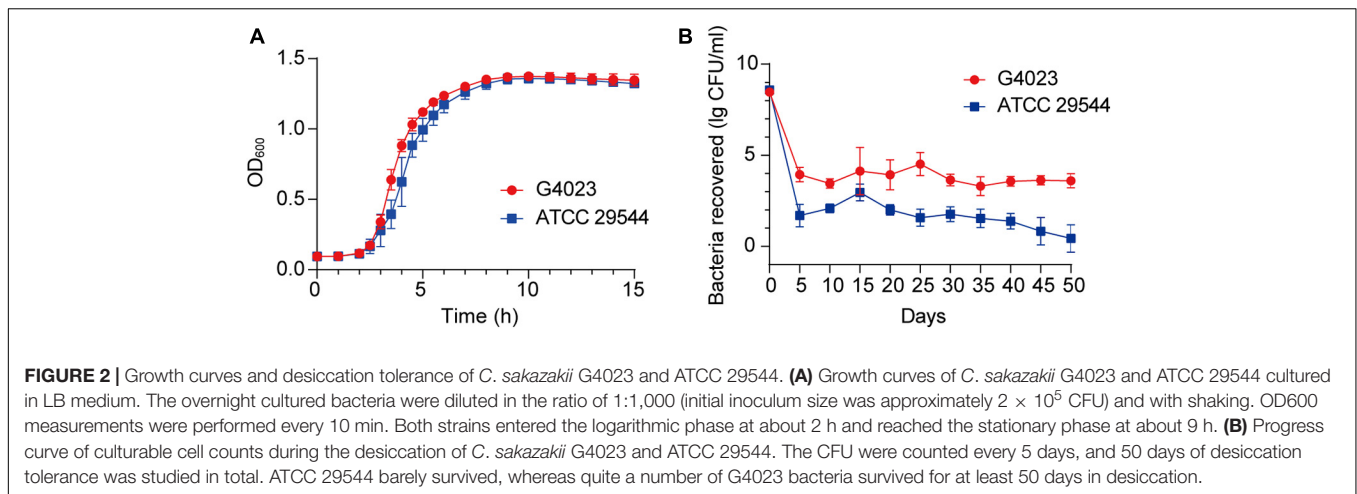 A
1.5
1.0
0.5
0.0
OD600
G4023
ATCC 29544
0 5 10 15
Time (h)
B
10
5
0
Bacteria recovered (lg CFU/ml)
G4023
ATCC 29544
0 5 10 15 20 25 30 35 40 45 50
Days
FIGURE 2 | Growth curves and desiccation tolerance of C. sakazakii G4023 and ATCC 29544. (A) Growth curves of C. sakazakii G4023 and ATCC 29544 cultured
in LB medium. The overnight cultured bacteria were diluted in the ratio of 1:1,000 (initial inoculum size was approximately 2 × 10⁵ CFU) and with shaking. OD600
measurements were performed every 10 min. Both strains entered the logarithmic phase at about 2 h and reached the stationary phase at about 9 h. (B) Progress
curve of culturable cell counts during the desiccation of C. sakazakii G4023 and ATCC 29544. The CFU were counted every 5 days, and 50 days of desiccation
tolerance was studied in total. ATCC 29544 barely survived, whereas quite a number of G4023 bacteria survived for at least 50 days in desiccation.